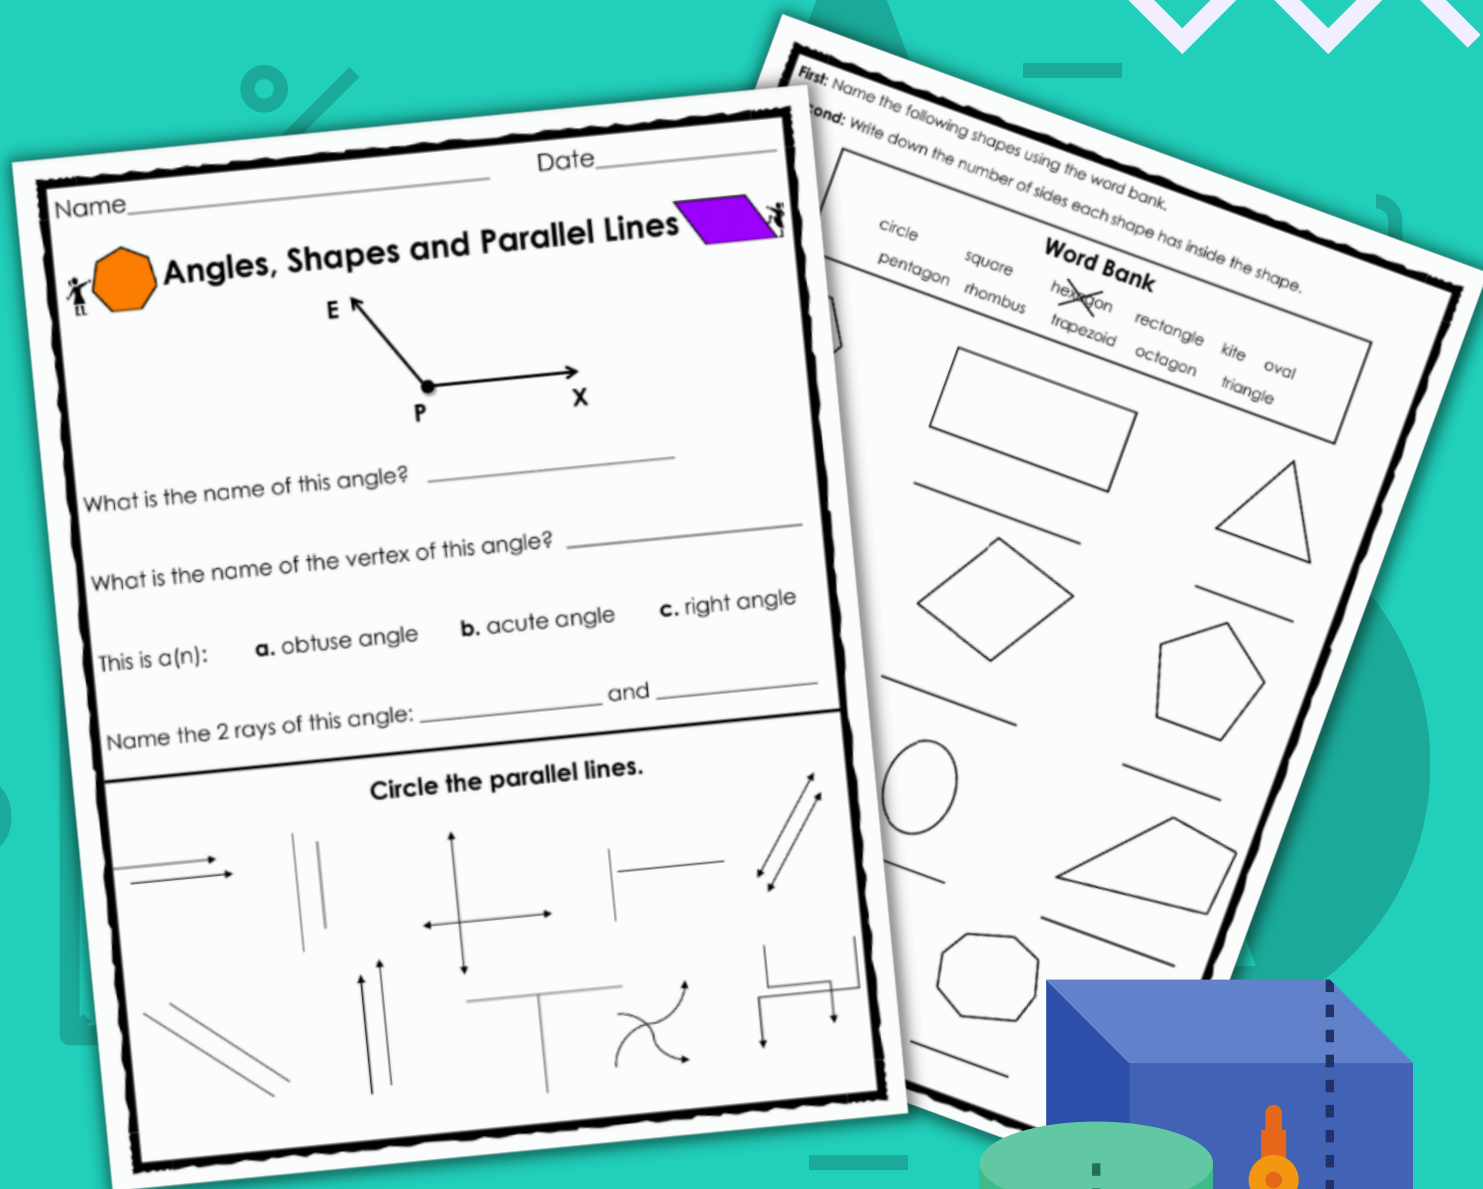 Name
Date
Angles, Shapes and Parallel Lines
E
P
X
What is the name of this angle?
What is the name of the vertex of this angle?
This is a(n): a. obtuse angle b. acute angle c. right angle
Name the 2 rays of this angle: and
Circle the parallel lines.
First: Name the following shapes using the word bank.
ond: Write down the number of sides each shape has inside the shape.
Word Bank
circle square hexagon rectangle kite oval
pentagon rhombus trapezoid octagon triangle
%